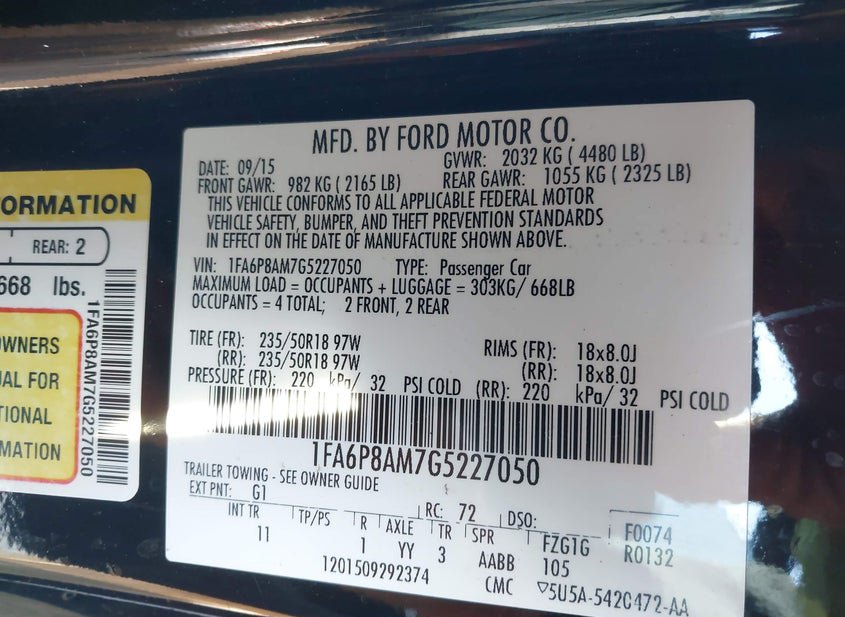 ORMATION
REAR: 2
668 lbs.
1FA6P8AM7G5227050
WNERS
UAL FOR
TIONAL
RMATION
MFD. BY FORD MOTOR CO.
DATE: 09/15 GVWR: 2032 KG ( 4480 LB)
FRONT GAWR: 982 KG ( 2165 LB) REAR GAWR: 1055 KG ( 2325 LB)
THIS VEHICLE CONFORMS TO ALL APPLICABLE FEDERAL MOTOR
VEHICLE SAFETY, BUMPER, AND THEFT PREVENTION STANDARDS
IN EFFECT ON THE DATE OF MANUFACTURE SHOWN ABOVE.
VIN: 1FA6P8AM7G5227050 TYPE: Passenger Car
MAXIMUM LOAD = OCCUPANTS + LUGGAGE = 303KG/ 668LB
OCCUPANTS = 4 TOTAL; 2 FRONT, 2 REAR
TIRE (FR): 235/50R18 97W RIMS (FR): 18x8.0J
(RR): 235/50R18 97W (RR): 18x8.0J
PRESSURE (FR): 220 kPa/ 32 PSI COLD (RR): 220 kPa/ 32 PSI COLD
1FA6P8AM7G5227050
TRAILER TOWING - SEE OWNER GUIDE
EXT PNT: G1 RC: 72 DSO: F0074
INT TR TP/PS R AXLE TR SPR FZG1G R0132
11 1 YY 3 AABB 105
1201509292374 CMC ▽5U5A-5420472-AA